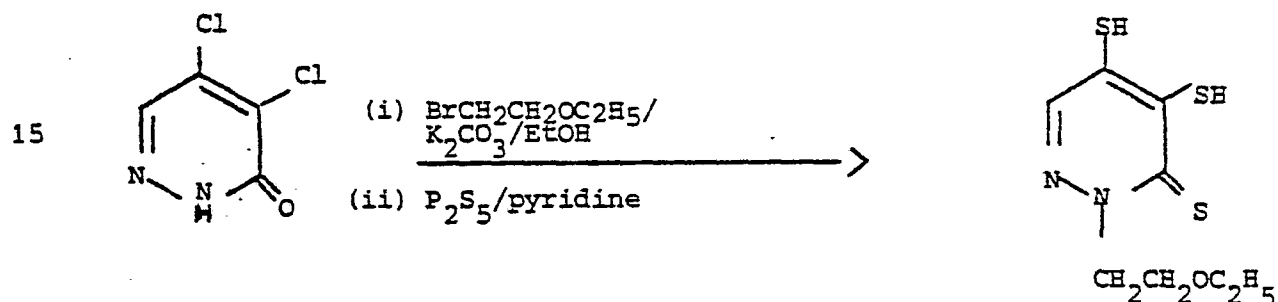 Cl
SH
Cl
SH
15
(i) BrCH2CH2OC2H5/
K2CO3/EtOH
N
N
H
O
(ii) P2S5/pyridine
N
N
S
CH2CH2OC2H5